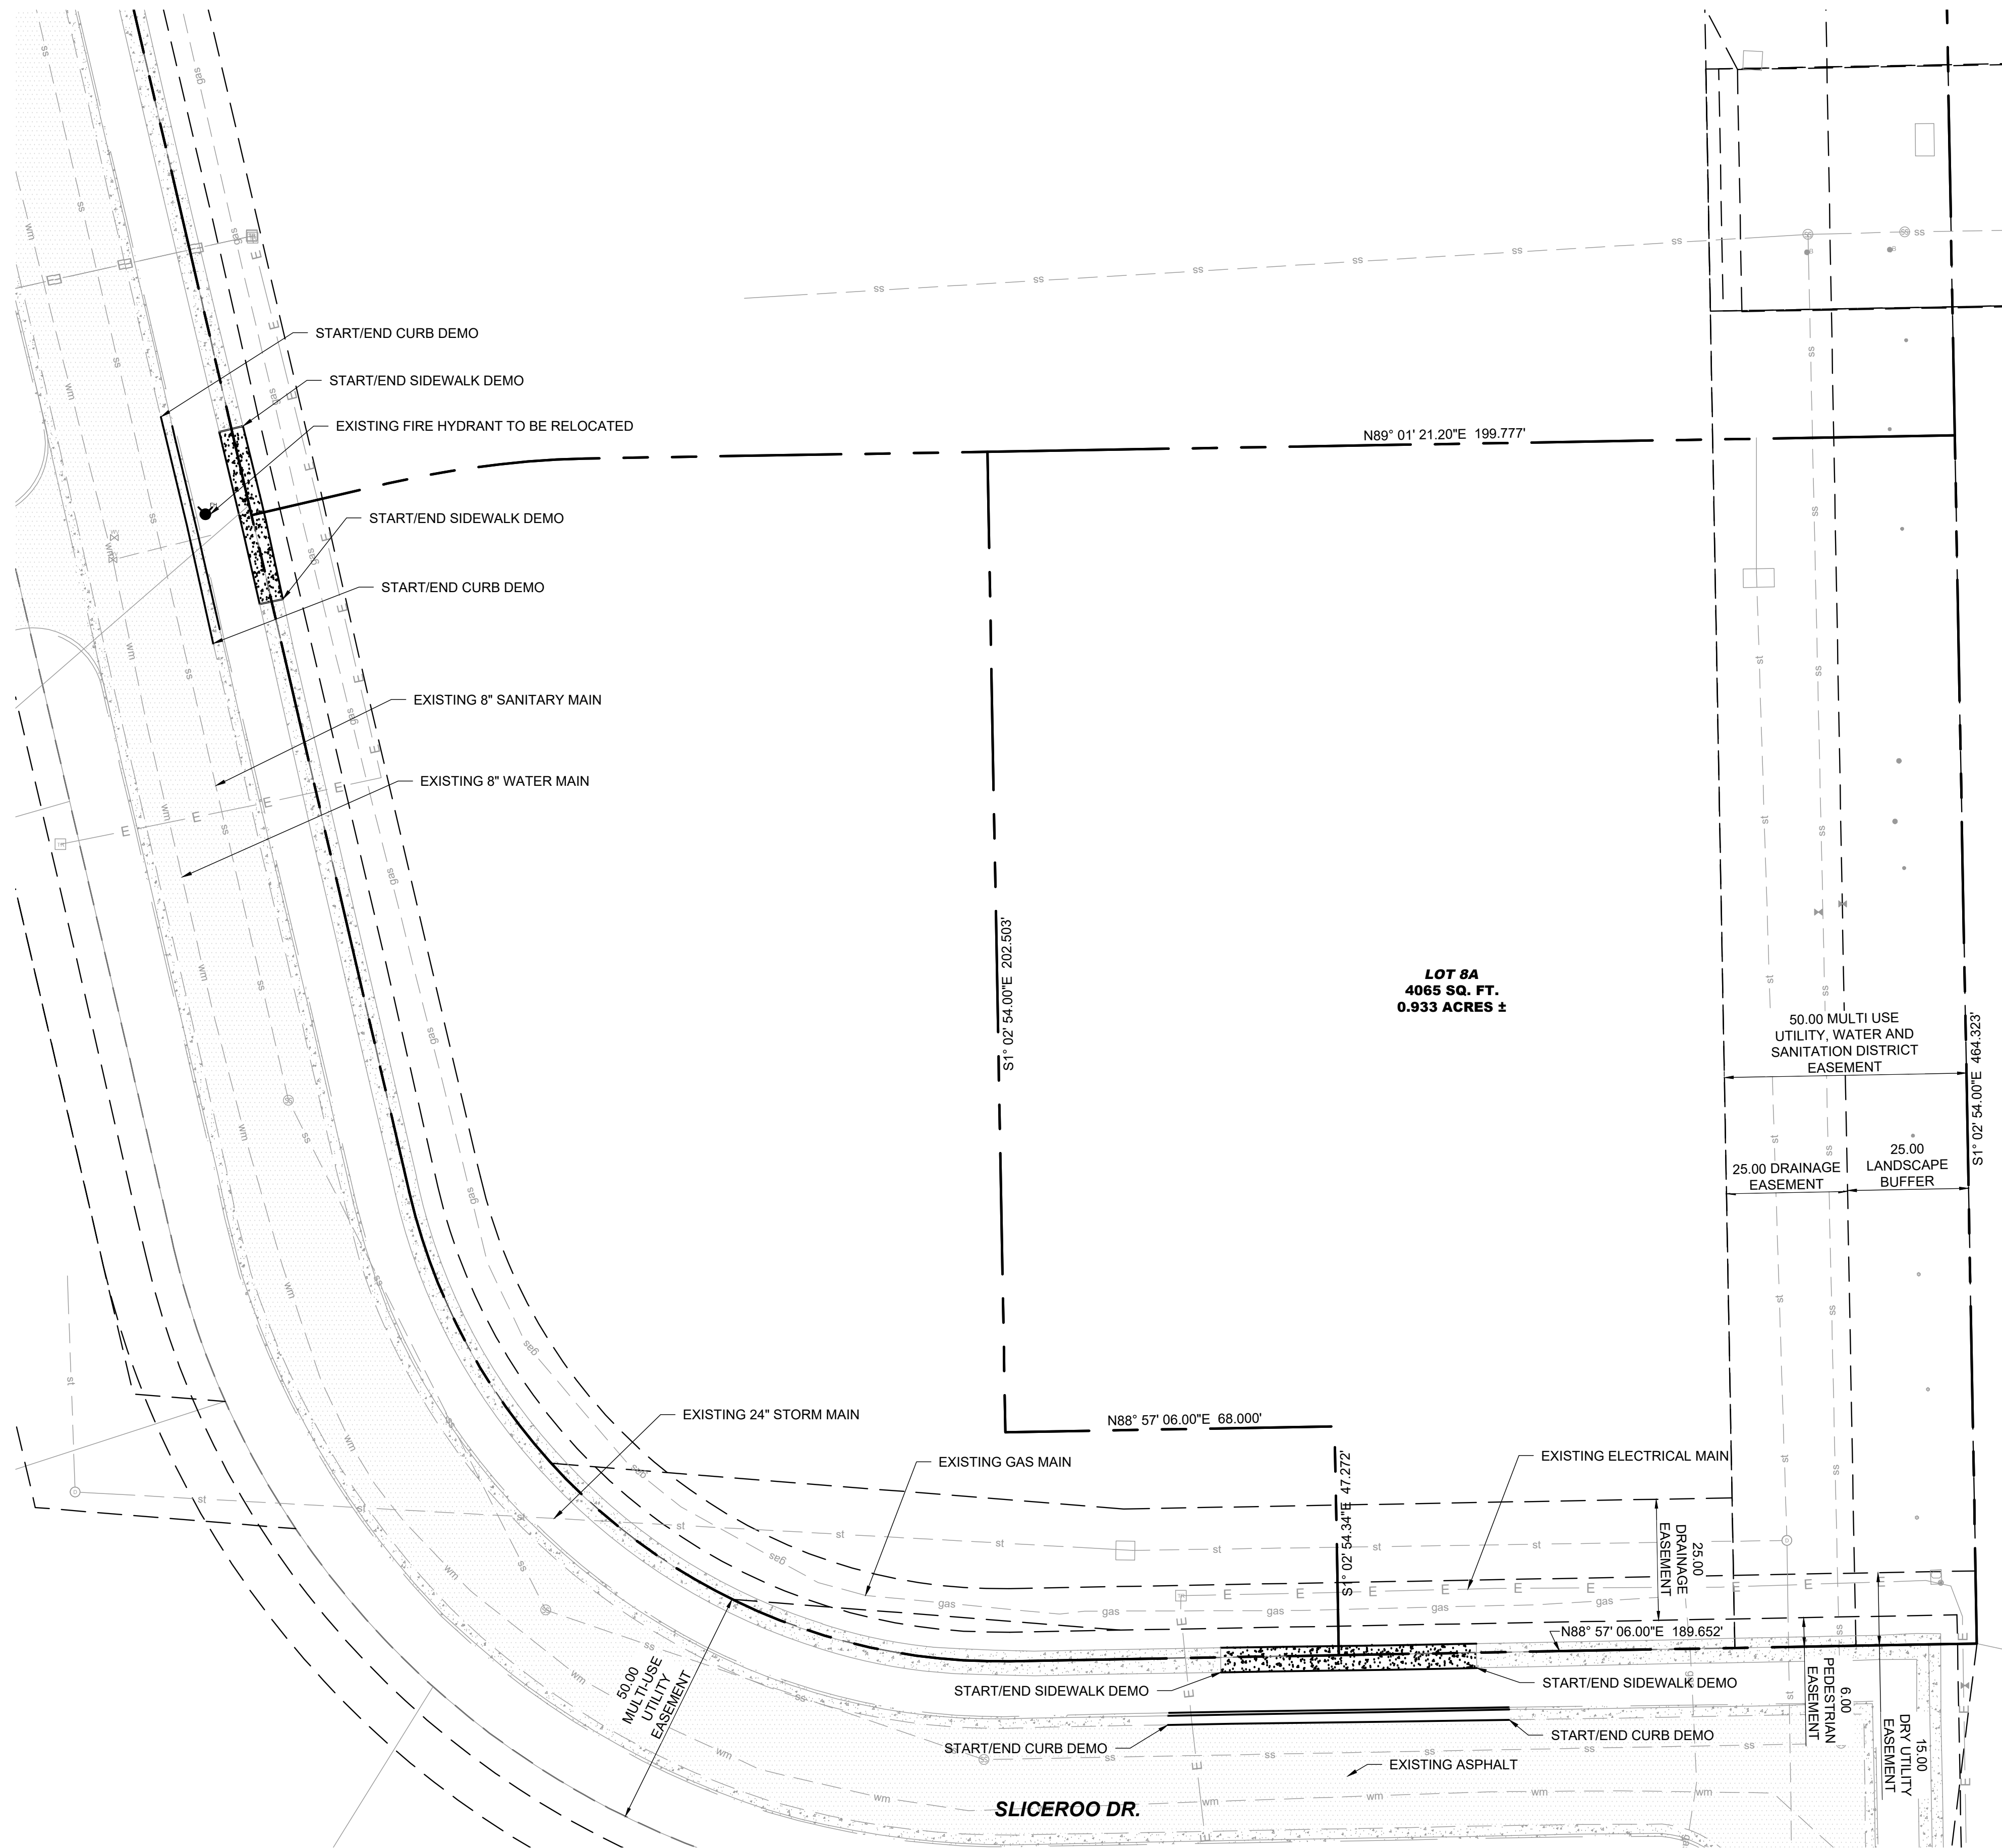 START/END CURB DEMO
START/END SIDEWALK DEMO
EXISTING FIRE HYDRANT TO BE RELOCATED
N89° 01' 21.20"E 199.777'
START/END SIDEWALK DEMO
START/END CURB DEMO
EXISTING 8" SANITARY MAIN
EXISTING 8" WATER MAIN
S1° 02' 54.00"E 202.503'
LOT 8A
4065 SQ. FT.
0.933 ACRES ±
50.00 MULTI USE
UTILITY, WATER AND
SANITATION DISTRICT
EASEMENT
S1° 02' 54.00"E 464.323'
25.00 DRAINAGE
EASEMENT
25.00
LANDSCAPE
BUFFER
EXISTING 24" STORM MAIN
N88° 57' 06.00"E 68.000'
EXISTING GAS MAIN
S1° 02' 54.34"E 47.272'
EXISTING ELECTRICAL MAIN
25.00
DRAINAGE
EASEMENT
N88° 57' 06.00"E 189.652'
50.00
MULTI-USE
UTILITY
EASEMENT
START/END SIDEWALK DEMO
START/END SIDEWALK DEMO
6.00
PEDESTRIAN
EASEMENT
15.00
DRY UTILITY
EASEMENT
START/END CURB DEMO
START/END CURB DEMO
EXISTING ASPHALT
SLICEROO DR.